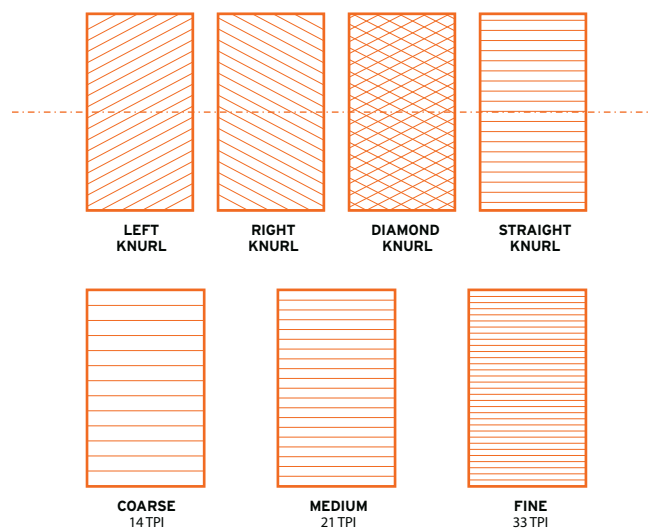 LEFT
KNURL
RIGHT
KNURL
DIAMOND
KNURL
STRAIGHT
KNURL
COARSE
14 TPI
MEDIUM
21 TPI
FINE
33 TPI